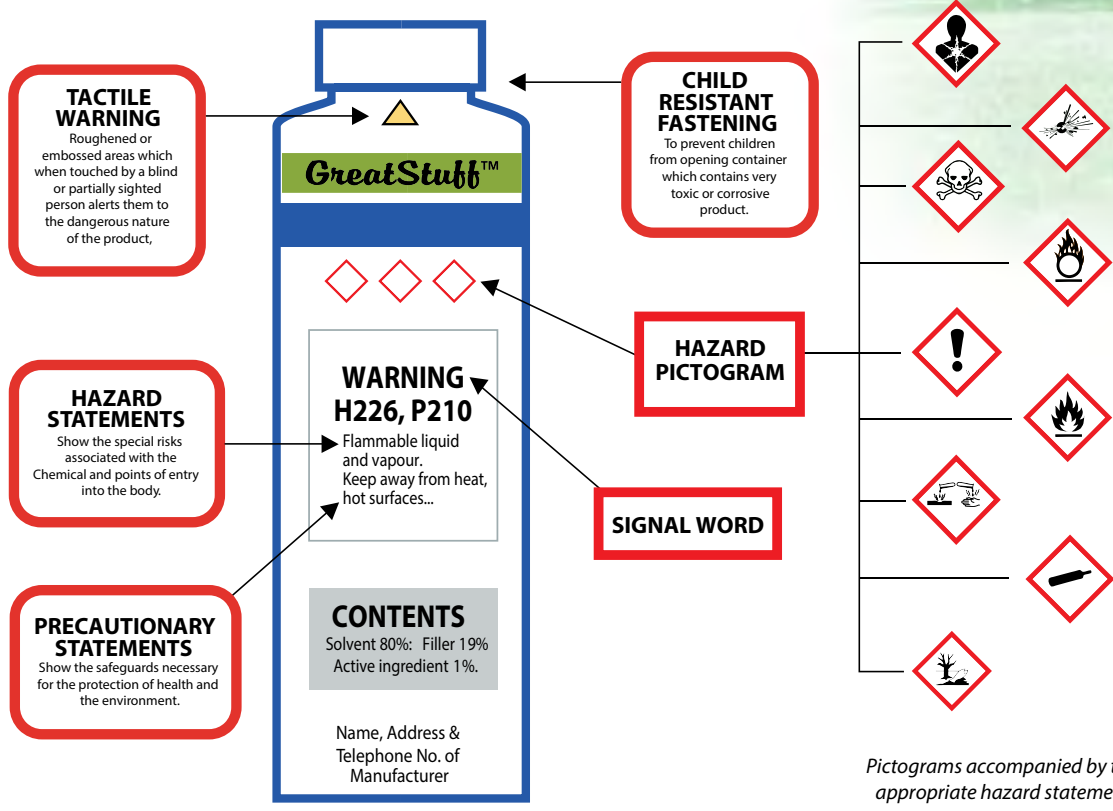 TACTILE
WARNING
Roughened or
embossed areas which
when touched by a blind
or partially sighted
person alerts them to
the dangerous nature
of the product,
CHILD
RESISTANT
FASTENING
To prevent children
from opening container
which contains very
toxic or corrosive
product.
GreatStuff™
HAZARD
PICTOGRAM
HAZARD
STATEMENTS
Show the special risks
associated with the
Chemical and points of entry
into the body.
WARNING
H226, P210
Flammable liquid
and vapour.
Keep away from heat,
hot surfaces...
SIGNAL WORD
PRECAUTIONARY
STATEMENTS
Show the safeguards necessary
for the protection of health and
the environment.
CONTENTS
Solvent 80%: Filler 19%
Active ingredient 1%.
Name, Address &
Telephone No. of
Manufacturer
Pictograms accompanied by
appropriate hazard